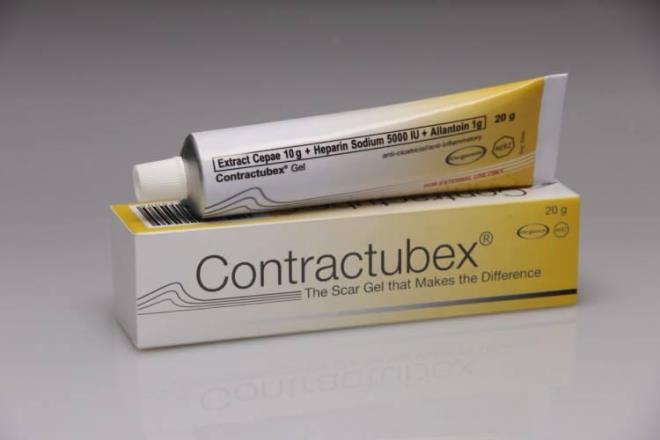 Extract Cepae 10g + Heparin Sodium 5000 IU + Allantoin 1g
20 g
Contractubex® Gel
anti-cicatricial/anti-inflammatory
HERZ
FOR EXTERNAL USE ONLY
20 g
Contractubex®
The Scar Gel that Makes the Difference